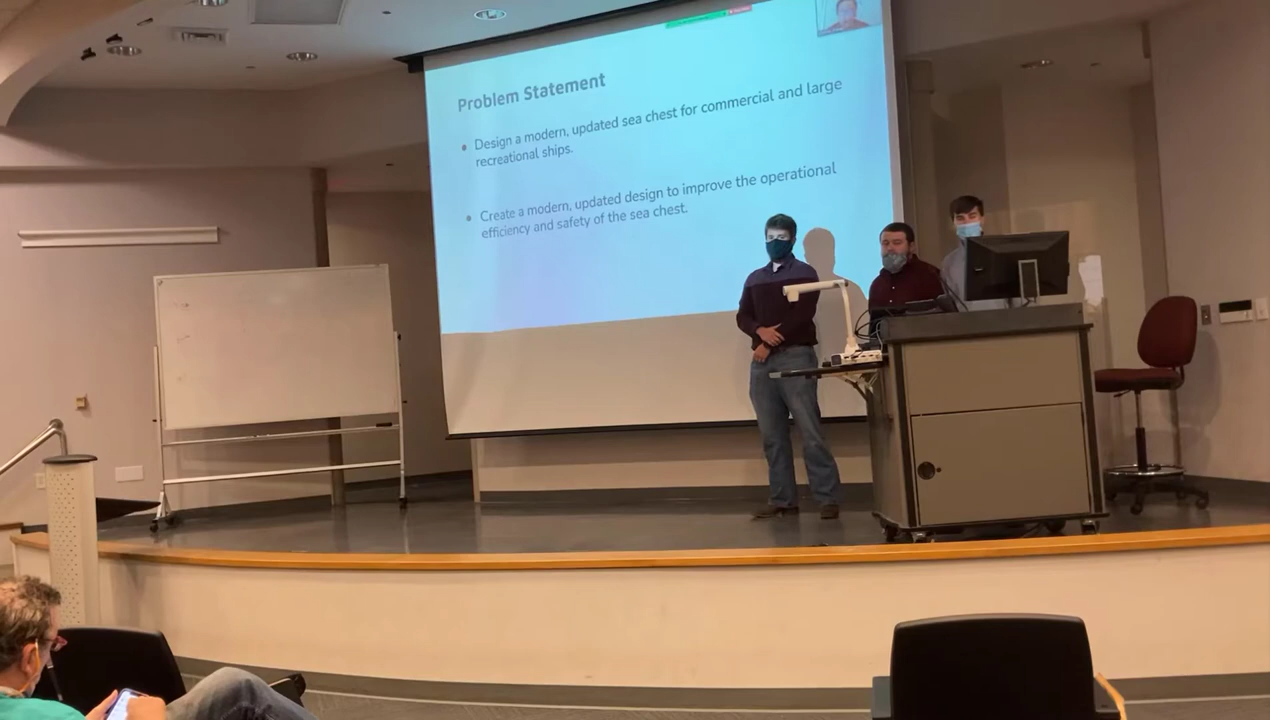 Problem Statement
Design a modern, updated sea chest for commercial and large
recreational ships.
Create a modern, updated design to improve the operational
efficiency and safety of the sea chest.